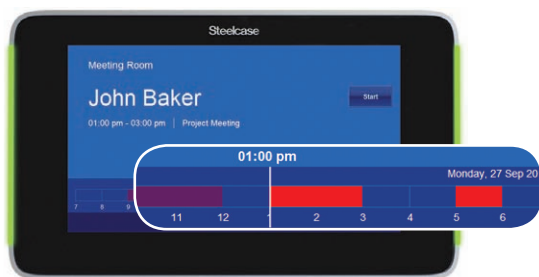 Steelcase
Meeting Room
John Baker
Start
01:00 pm - 03:00 pm | Project Meeting
01:00 pm
Monday, 27 Sep 20
7 8 9 11 12 1 2 3 4 5 6